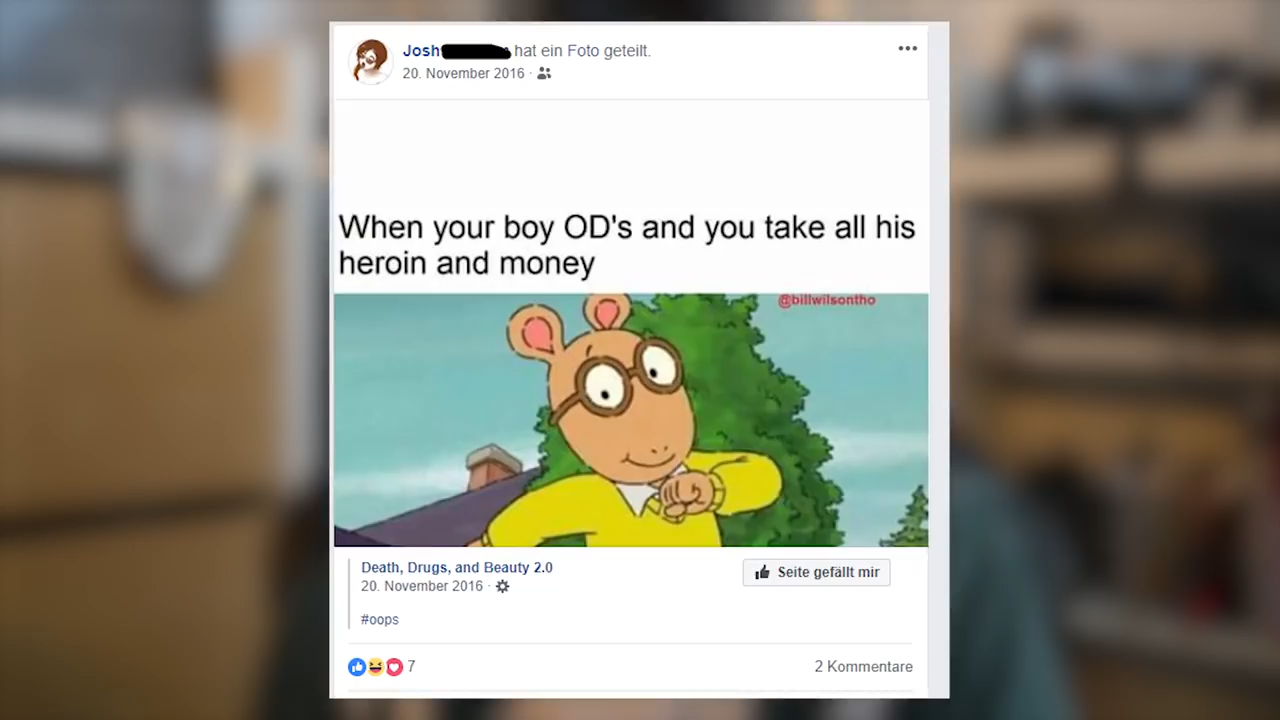 Josh hat ein Foto geteilt.
20. November 2016
When your boy OD's and you take all his
heroin and money
@billwilsontho
Death, Drugs, and Beauty 2.0
20. November 2016
Seite gefällt mir
#oops
7
2 Kommentare